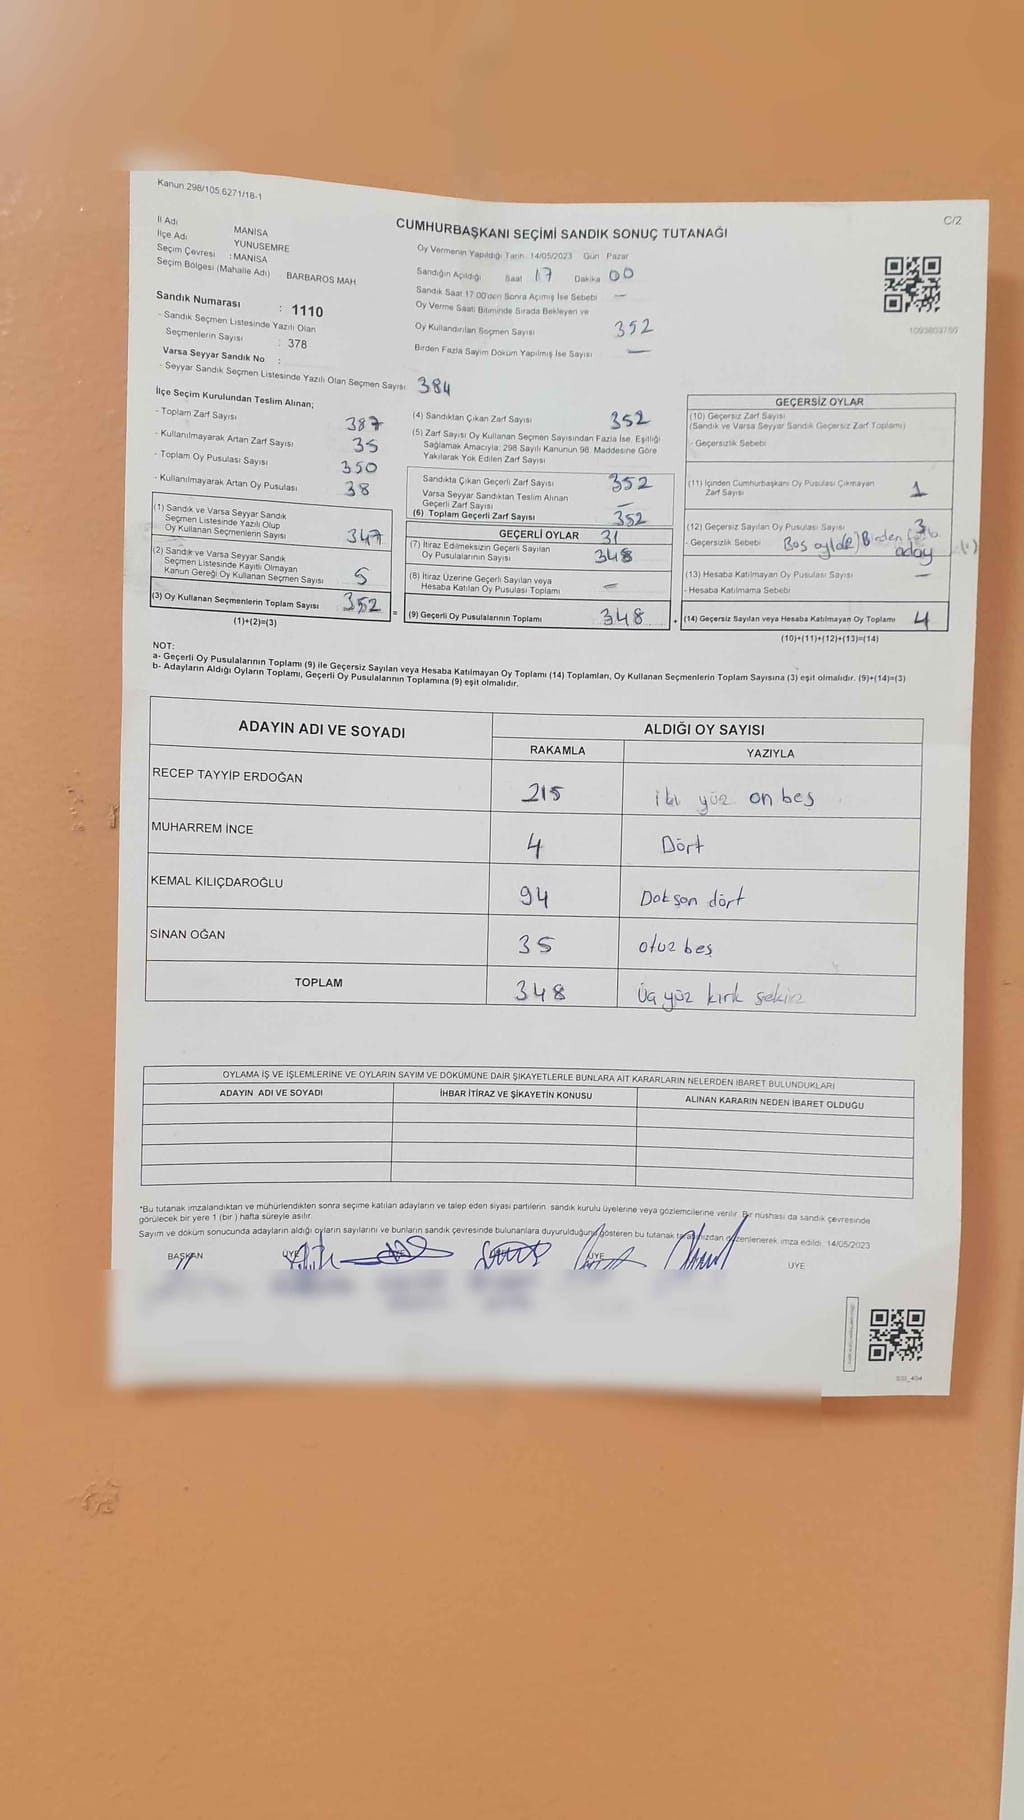 Kanun:298/105;6271/18-1
C/2
CUMHURBAŞKANI SEÇİMİ SANDIK SONUÇ TUTANAĞI
İl Adı MANİSA
İlçe Adı YUNUSEMRE
Seçim Çevresi : MANİSA
Seçim Bölgesi (Mahalle Adı) BARBAROS MAH
Sandık Numarası : 1110
- Sandık Seçmen Listesinde Yazılı Olan
Seçmenlerin Sayısı : 378
Varsa Seyyar Sandık No :
- Seyyar Sandık Seçmen Listesinde Yazılı Olan Seçmen Sayısı 384
Oy Vermenin Yapıldığı Tarih 14/05/2023 Gün Pazar
Sandığın Açıldığı Saat 17 Dakika 00
Sandık Saat 17:00'den Sonra Açımış İse Sebebi —
Oy Verme Saati Bitiminde Sırada Bekleyen ve
Oy Kullandırılan Seçmen Sayısı 352
Birden Fazla Sayım Döküm Yapılmış İse Sayısı —
İlçe Seçim Kurulundan Teslim Alınan;
- Toplam Zarf Sayısı 387
- Kullanılmayarak Artan Zarf Sayısı 35
- Toplam Oy Pusulası Sayısı 350
- Kullanılmayarak Artan Oy Pusulası 38
(1) Sandık ve Varsa Seyyar Sandık
Seçmen Listesinde Yazılı Olup
Oy Kullanan Seçmenlerin Sayısı 347
(2) Sandık ve Varsa Seyyar Sandık
Seçmen Listesinde Kayıtlı Olmayan
Kanun Gereği Oy Kullanan Seçmen Sayısı 5
(3) Oy Kullanan Seçmenlerin Toplam Sayısı 352 =
(1)+(2)=(3)
(4) Sandıktan Çıkan Zarf Sayısı 352
(5) Zarf Sayısı Oy Kullanan Seçmen Sayısından Fazla İse, Eşitliği
Sağlamak Amacıyla; 298 Sayılı Kanunun 98. Maddesine Göre
Yakılarak Yok Edilen Zarf Sayısı
Sandıkta Çıkan Geçerli Zarf Sayısı 352
Varsa Seyyar Sandıktan Teslim Alınan
Geçerli Zarf Sayısı —
(6) Toplam Geçerli Zarf Sayısı 352
GEÇERLİ OYLAR 31
(7) İtiraz Edilmeksizin Geçerli Sayılan
Oy Pusulalarının Sayısı 348
(8) İtiraz Üzerine Geçerli Sayılan veya
Hesaba Katılan Oy Pusulası Toplamı —
(9) Geçerli Oy Pusulalarının Toplamı 348 +
GEÇERSİZ OYLAR
(10) Geçersiz Zarf Sayısı
(Sandık ve Varsa Seyyar Sandık Geçersiz Zarf Toplamı)
- Geçersizlik Sebebi
(11) İçinden Cumhurbaşkanı Oy Pusulası Çıkmayan
Zarf Sayısı 1
(12) Geçersiz Sayılan Oy Pusulası Sayısı 3
- Geçersizlik Sebebi Boş Birden fazla
aday
(13) Hesaba Katılmayan Oy Pusulası Sayısı —
- Hesaba Katılmama Sebebi
(14) Geçersiz Sayılan veya Hesaba Katılmayan Oy Toplamı 4
(10)+(11)+(12)+(13)=(14)
NOT:
a- Geçerli Oy Pusulalarının Toplamı (9) ile Geçersiz Sayılan veya Hesaba Katılmayan Oy Toplamı (14) Toplamları, Oy Kullanan Seçmenlerin Toplam Sayısına (3) eşit olmalıdır. (9)+(14)=(3)
b- Adayların Aldığı Oyların Toplamı, Geçerli Oy Pusulalarının Toplamına (9) eşit olmalıdır.
ADAYIN ADI VE SOYADI ALDIĞI OY SAYISI
RAKAMLA YAZIYLA
RECEP TAYYİP ERDOĞAN 215 iki yüz on beş
MUHARREM İNCE 4 Dört
KEMAL KILIÇDAROĞLU 94 Doksan dört
SİNAN OĞAN 35 otuz beş
TOPLAM 348 Üç yüz kırk sekiz
OYLAMA İŞ VE İŞLEMLERİNE VE OYLARIN SAYIM VE DÖKÜMÜNE DAİR ŞİKAYETLERLE BUNLARA AİT KARARLARIN NELERDEN İBARET BULUNDUKLARI
ADAYIN ADI VE SOYADI İHBAR İTİRAZ VE ŞİKAYETİN KONUSU ALINAN KARARIN NEDEN İBARET OLDUĞU
*Bu tutanak imzalandıktan ve mühürlendikten sonra seçime katılan adayların ve talep eden siyasi partilerin sandık kurulu üyelerine veya gözlemcilerine verilir. Bir nüshası da sandık çevresinde
görülecek bir yere 1 (bir) hafta süreyle asılır.
Sayım ve döküm sonucunda adayların aldığı oyların sayılarını ve bunların sandık çevresinde bulunanlara duyurulduğunu gösteren bu tutanak tarafımızdan düzenlenerek imza edildi. 14/05/2023
BAŞKAN ÜYE ÜYE ÜYE ÜYE